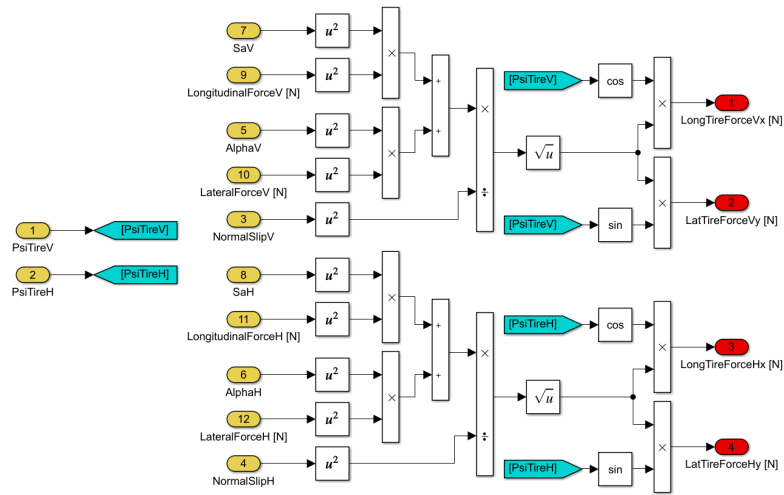 7
u²
SaV
9
u²
LongitudinalForceV [N]
×
+
+
×
÷
[PsiTireV]
cos
×
1
LongTireForceVx [N]
5
u²
AlphaV
10
u²
LateralForceV [N]
×
√u
3
u²
NormalSlipV
[PsiTireV]
sin
×
2
LatTireForceVy [N]
1
[PsiTireV]
PsiTireV
2
[PsiTireH]
PsiTireH
8
u²
SaH
11
u²
LongitudinalForceH [N]
×
+
+
×
÷
[PsiTireH]
cos
×
3
LongTireForceHx [N]
6
u²
AlphaH
12
u²
LateralForceH [N]
×
√u
4
u²
NormalSlipH
[PsiTireH]
sin
×
4
LatTireForceHy [N]